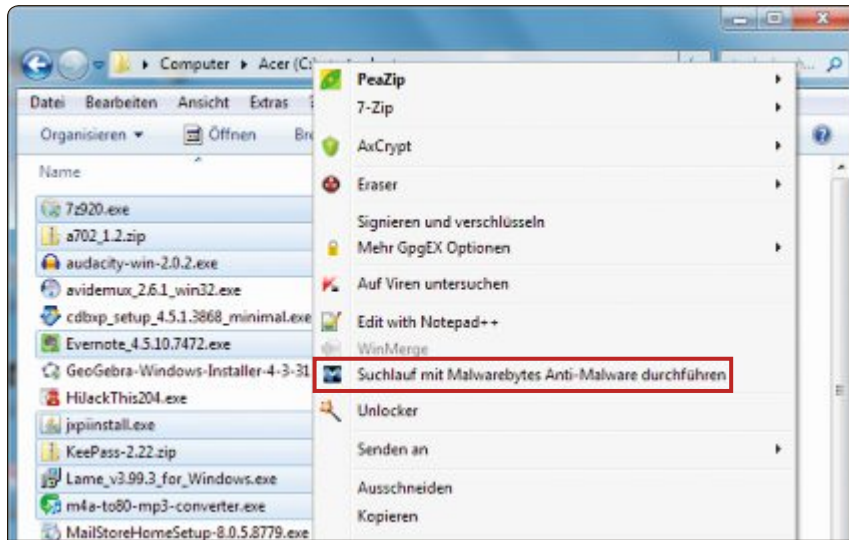 Computer
Acer (C:
Datei Bearbeiten Ansicht Extras
Organisieren Öffnen
Name
7z920.exe
a702_1.2.zip
audacity-win-2.0.2.exe
avidemux_2.6.1_win32.exe
cdbxp_setup_4.5.1.3868_minimal.exe
Evernote_4.5.10.7472.exe
GeoGebra-Windows-Installer-4-3-31
HiJackThis204.exe
jxpiinstall.exe
KeePass-2.22.zip
Lame_v3.99.3_for_Windows.exe
m4a-to80-mp3-converter.exe
MailStoreHomeSetup-8.0.5.8779.exe
PeaZip
7-Zip
AxCrypt
Eraser
Signieren und verschlüsseln
Mehr GpgEX Optionen
Auf Viren untersuchen
Edit with Notepad++
WinMerge
Suchlauf mit Malwarebytes Anti-Malware durchführen
Unlocker
Senden an
Ausschneiden
Kopieren